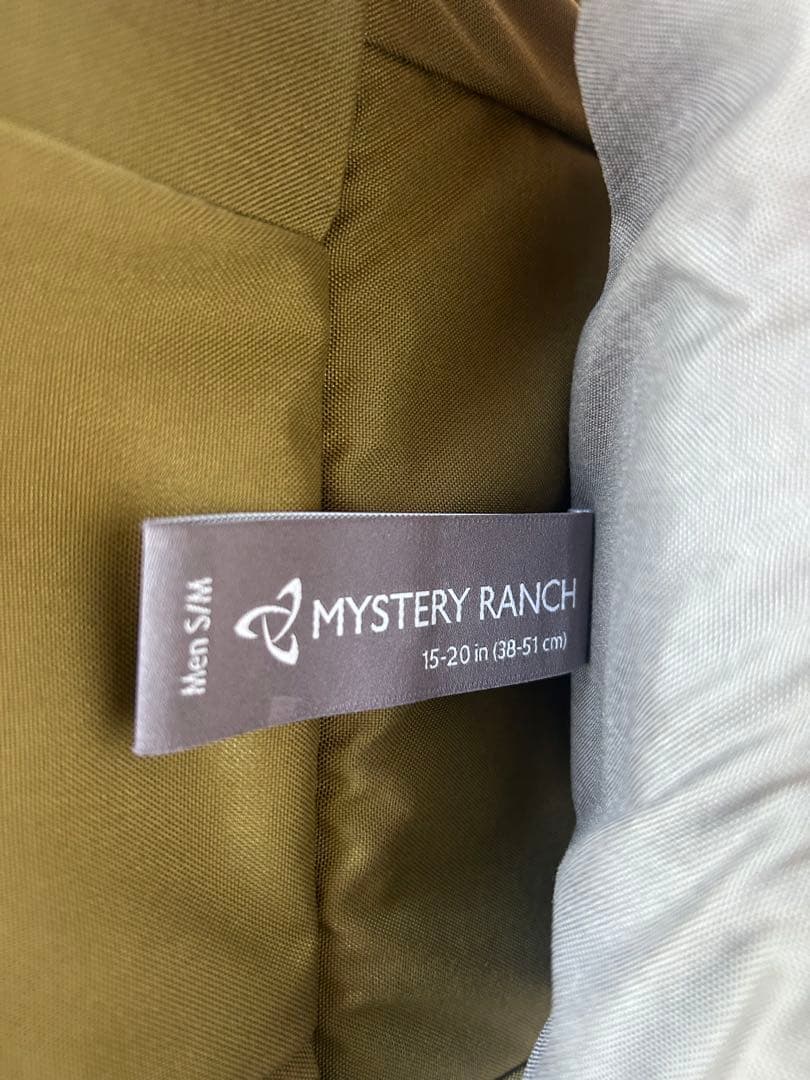 MYSTERY RANCH
15-20 in (38-51 cm)
Men S/M